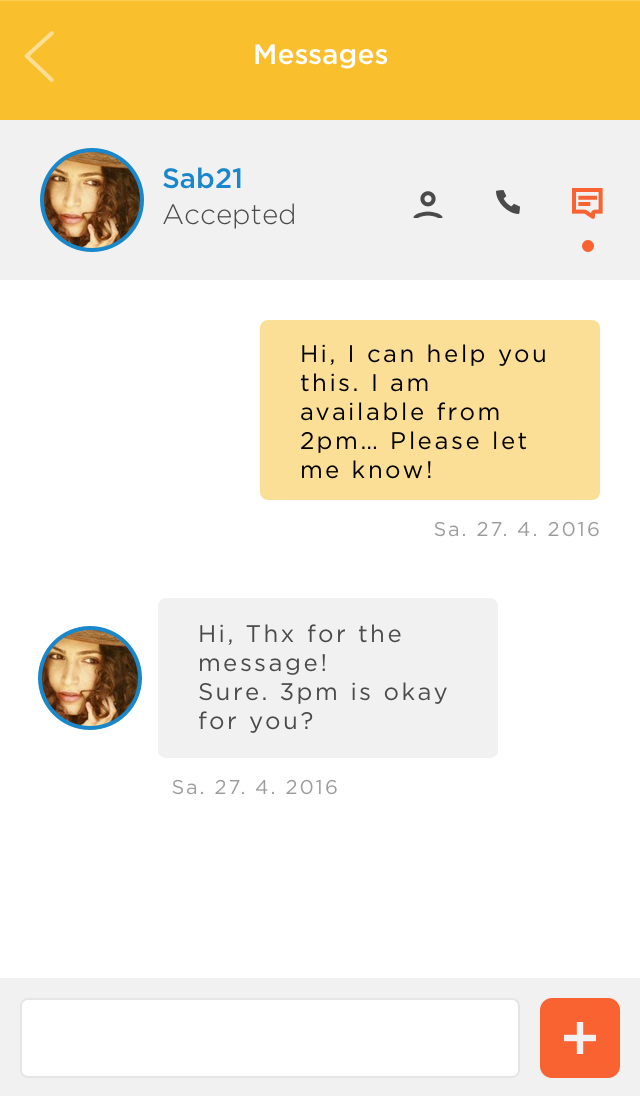 Messages
Sab21
Accepted
Hi, I can help you
this. I am
available from
2pm… Please let
me know!
Sa. 27. 4. 2016
Hi, Thx for the
message!
Sure. 3pm is okay
for you?
Sa. 27. 4. 2016